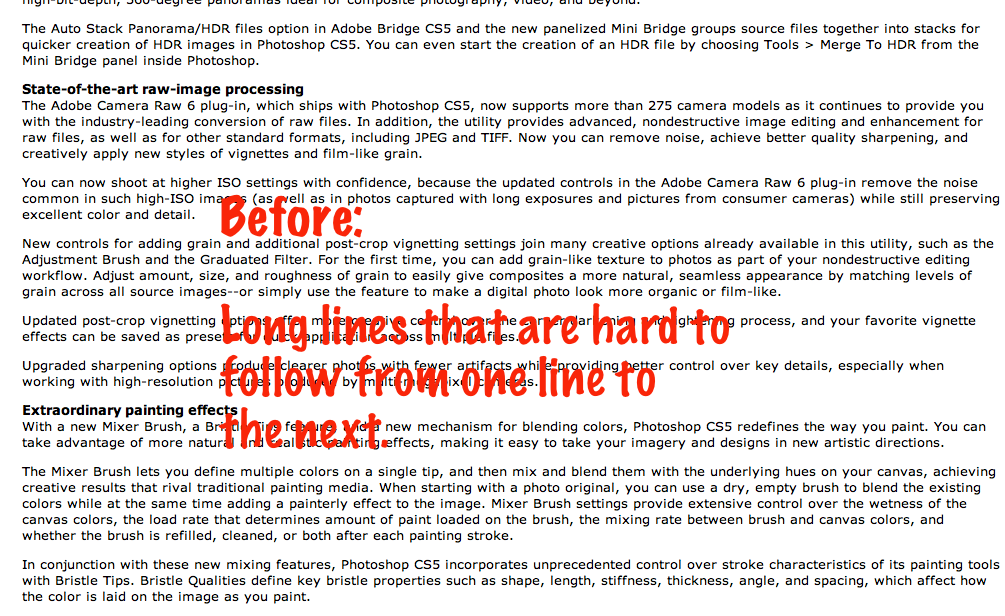 high-bit-depth, 360-degree panoramas ideal for composite photography, video, and beyond.
The Auto Stack Panorama/HDR files option in Adobe Bridge CS5 and the new panelized Mini Bridge groups source files together into stacks for
quicker creation of HDR images in Photoshop CS5. You can even start the creation of an HDR file by choosing Tools > Merge To HDR from the
Mini Bridge panel inside Photoshop.
State-of-the-art raw-image processing
The Adobe Camera Raw 6 plug-in, which ships with Photoshop CS5, now supports more than 275 camera models as it continues to provide you
with the industry-leading conversion of raw files. In addition, the utility provides advanced, nondestructive image editing and enhancement for
raw files, as well as for other standard formats, including JPEG and TIFF. Now you can remove noise, achieve better quality sharpening, and
creatively apply new styles of vignettes and film-like grain.
You can now shoot at higher ISO settings with confidence, because the updated controls in the Adobe Camera Raw 6 plug-in remove the noise
common in such high-ISO images (as well as in photos captured with long exposures and pictures from consumer cameras) while still preserving
excellent color and detail.
Before:
New controls for adding grain and additional post-crop vignetting settings join many creative options already available in this utility, such as the
Adjustment Brush and the Graduated Filter. For the first time, you can add grain-like texture to photos as part of your nondestructive editing
workflow. Adjust amount, size, and roughness of grain to easily give composites a more natural, seamless appearance by matching levels of
grain across all source images--or simply use the feature to make a digital photo look more organic or film-like.
Updated post-crop vignetting options offer more creative control over the process, and your favorite vignette
effects can be saved as presets for quick application across multiple files.
Long lines that are hard to
Upgraded sharpening options produce clearer photos with fewer artifacts while providing better control over key details, especially when
working with high-resolution pictures produced by multi-megapixel cameras.
follow from one line to
Extraordinary painting effects
With a new Mixer Brush, a Bristle Tips feature, and a new mechanism for blending colors, Photoshop CS5 redefines the way you paint. You can
take advantage of more natural and realistic painting effects, making it easy to take your imagery and designs in new artistic directions.
the next.
The Mixer Brush lets you define multiple colors on a single tip, and then mix and blend them with the underlying hues on your canvas, achieving
creative results that rival traditional painting media. When starting with a photo original, you can use a dry, empty brush to blend the existing
colors while at the same time adding a painterly effect to the image. Mixer Brush settings provide extensive control over the wetness of the
canvas colors, the load rate that determines amount of paint loaded on the brush, the mixing rate between brush and canvas colors, and
whether the brush is refilled, cleaned, or both after each painting stroke.
In conjunction with these new mixing features, Photoshop CS5 incorporates unprecedented control over stroke characteristics of its painting tools
with Bristle Tips. Bristle Qualities define key bristle properties such as shape, length, stiffness, thickness, angle, and spacing, which affect how
the color is laid on the image as you paint.